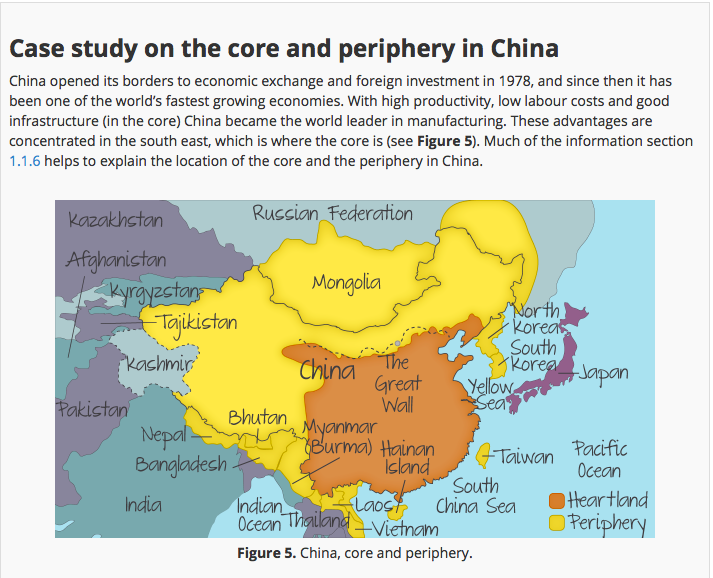 Case study on the core and periphery in China
China opened its borders to economic exchange and foreign investment in 1978, and since then it has
been one of the world's fastest growing economies. With high productivity, low labour costs and good
infrastructure (in the core) China became the world leader in manufacturing. These advantages are
concentrated in the south east, which is where the core is (see Figure 5). Much of the information section
1.1.6 helps to explain the location of the core and the periphery in China.
Kazakhstan
Russian Federation
Afghanistan
Mongolia
Kyrgyzstan
Tajikistan
North
Korea
South
Korea
Kashmir
China
The
Great
Wall
Japan
Yellow
Sea
Pakistan
Bhutan
Nepal
Myanmar
(Burma)
Hainan
Island
Bangladesh
Taiwan
Pacific
Ocean
India
Indian
Ocean
Thailand
Laos
Vietnam
South
China Sea
Heartland
Periphery
Figure 5. China, core and periphery.